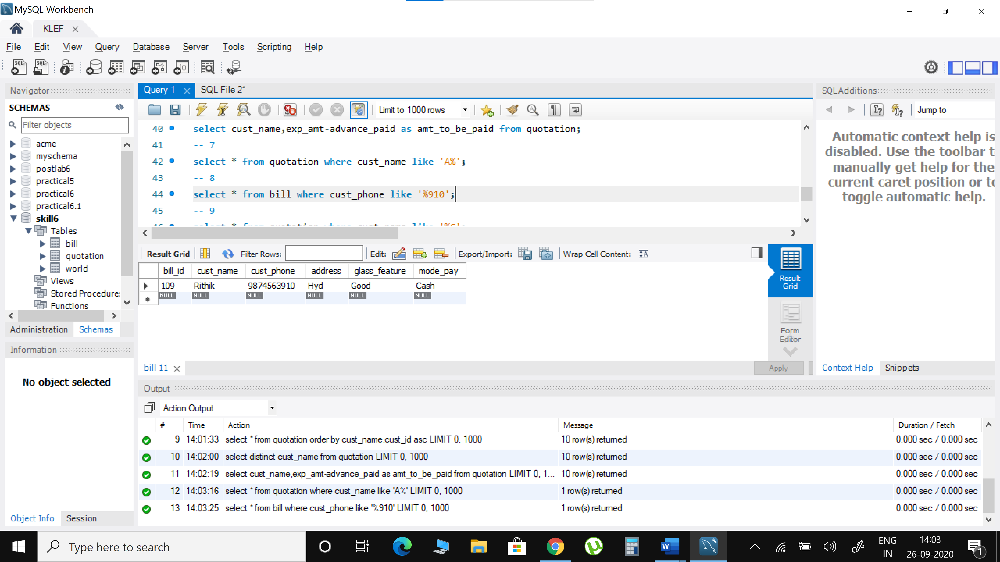 MySQL Workbench
KLEF
File Edit View Query Database Server Tools Scripting Help
Navigator
SCHEMAS
Filter objects
acme
myschema
postlab6
practical5
practical6
practical6.1
skill6
Tables
bill
quotation
world
Views
Stored Procedures
Functions
Administration Schemas
Information
No object selected
Object Info Session
Query 1 SQL File 2*
Limit to 1000 rows
40 select cust_name,exp_amt-advance_paid as amt_to_be_paid from quotation;
41 -- 7
42 select * from quotation where cust_name like 'A%';
43 -- 8
44 select * from bill where cust_phone like '%910';
45 -- 9
46 select * from quotation where cust_name like '%G';
Result Grid Filter Rows: Edit: Export/Import: Wrap Cell Content:
bill_id cust_name cust_phone address glass_feature mode_pay
109 Rithik 9874563910 Hyd Good Cash
NULL NULL NULL NULL NULL NULL
Result
Grid
Form
Editor
bill 11
Apply
SQLAdditions
Jump to
Automatic context help is
disabled. Use the toolbar t
manually get help for the
current caret position or to
toggle automatic help.
Context Help Snippets
Output
Action Output
# Time Action Message Duration / Fetch
9 14:01:33 select * from quotation order by cust_name,cust_id asc LIMIT 0, 1000 10 row(s) returned 0.000 sec / 0.000 sec
10 14:02:00 select distinct cust_name from quotation LIMIT 0, 1000 10 row(s) returned 0.000 sec / 0.000 sec
11 14:02:19 select cust_name,exp_amt-advance_paid as amt_to_be_paid from quotation LIMIT 0, 1... 10 row(s) returned 0.000 sec / 0.000 sec
12 14:03:16 select * from quotation where cust_name like 'A%' LIMIT 0, 1000 1 row(s) returned 0.000 sec / 0.000 sec
13 14:03:25 select * from bill where cust_phone like '%910' LIMIT 0, 1000 1 row(s) returned 0.000 sec / 0.000 sec
Type here to search
ENG
IN
14:03
26-09-2020
1